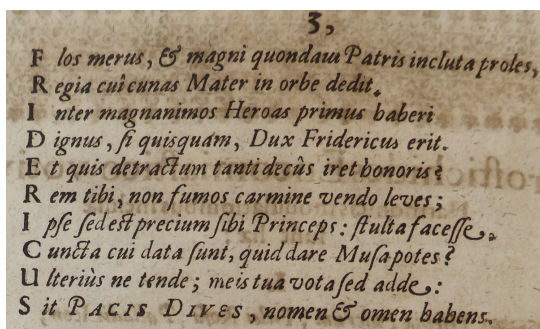 3,
F los merus, & magni quondam Patris incluta proles,
R egia cui cunas Mater in orbe dedit.
I nter magnanimos Heroas primus haberi
D ignus, ſi quisquam, Dux Fridericus erit.
E t quis detractum tanti decûs iret honoris?
R em tibi, non fumos carmine vendo leves;
I pſe ſed eſt precium ſibi Princeps: ſtulta faceſſe.
C uncta cui data ſunt, quid dare Muſa potes?
U lteriùs ne tende; meis tua vota ſed adde:
S it PACIS DIVES, nomen & omen habens.